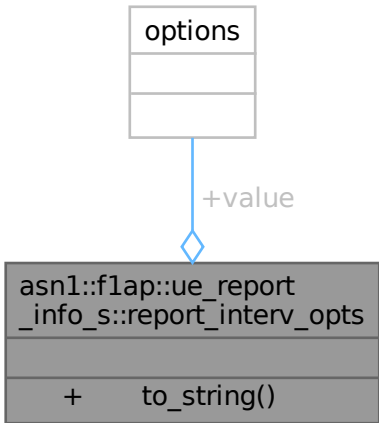 options
+value
asn1::f1ap::ue_report
_info_s::report_interv_opts
+ to_string()